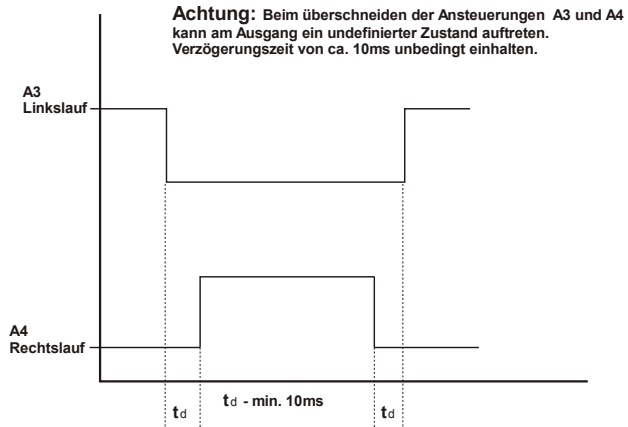 Achtung: Beim überschneiden der Ansteuerungen A3 und A4
kann am Ausgang ein undefinierter Zustand auftreten.
Verzögerungszeit von ca. 10ms unbedingt einhalten.
A3
Linkslauf
A4
Rechtslauf
td
td - min. 10ms
td